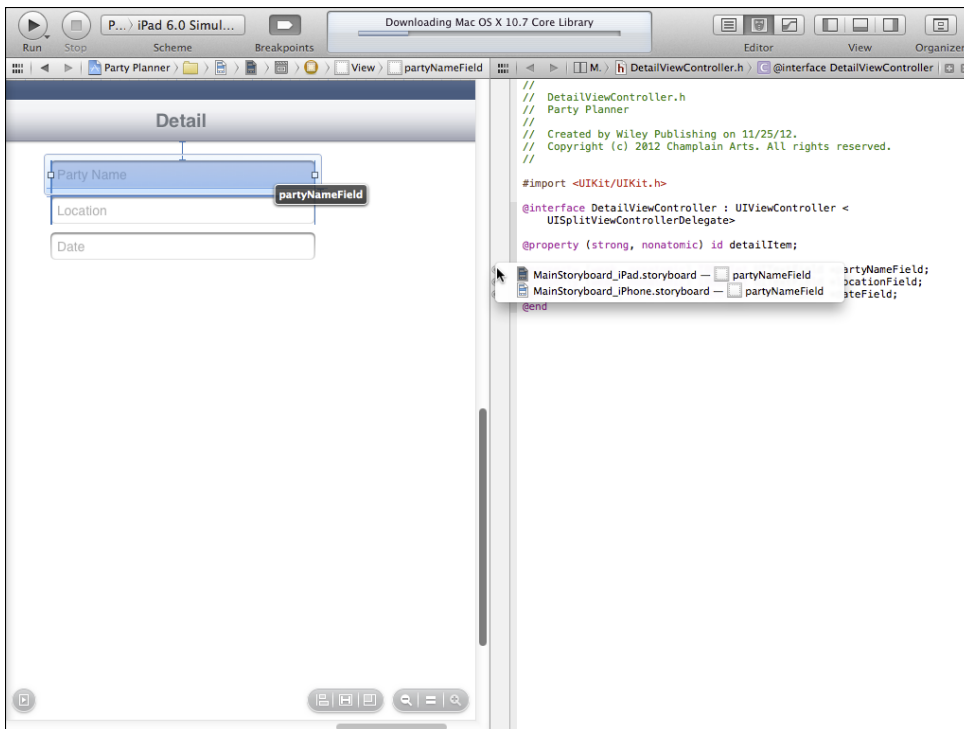 P... › iPad 6.0 Simul...
Downloading Mac OS X 10.7 Core Library
Run Stop Scheme Breakpoints Editor View Organizer
Party Planner › View › partyNameField
M. › h DetailViewController.h › C @interface DetailViewController
Detail
Party Name
partyNameField
Location
Date
//
//  DetailViewController.h
//  Party Planner
//
//  Created by Wiley Publishing on 11/25/12.
//  Copyright (c) 2012 Champlain Arts. All rights reserved.
//
#import <UIKit/UIKit.h>
@interface DetailViewController : UIViewController <
UISplitViewControllerDelegate>
@property (strong, nonatomic) id detailItem;
artyNameField;
MainStoryboard_iPad.storyboard — partyNameField
ocationField;
MainStoryboard_iPhone.storyboard — partyNameField
ateField;
@end